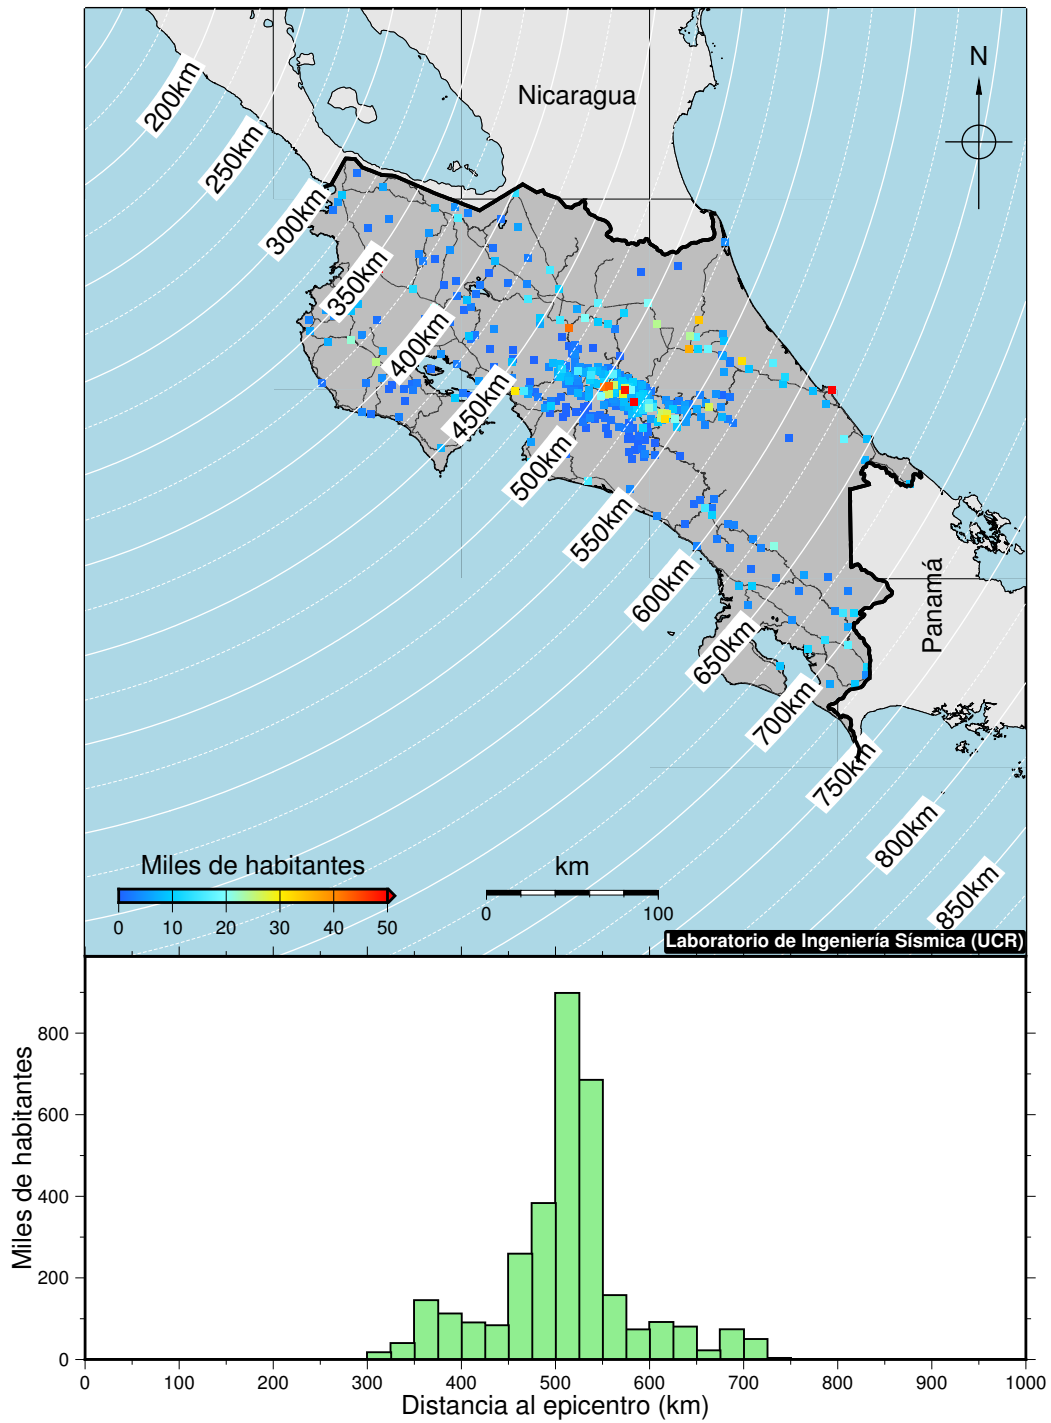 Nicaragua
N
200km
250km
300km
350km
400km
450km
500km
550km
600km
650km
700km
750km
800km
850km
Panamá
Miles de habitantes
0 10 20 30 40 50
km
0 100
Laboratorio de Ingeniería Sísmica (UCR)
Miles de habitantes
800
600
400
200
0
0 100 200 300 400 500 600 700 800 900 1000
Distancia al epicentro (km)